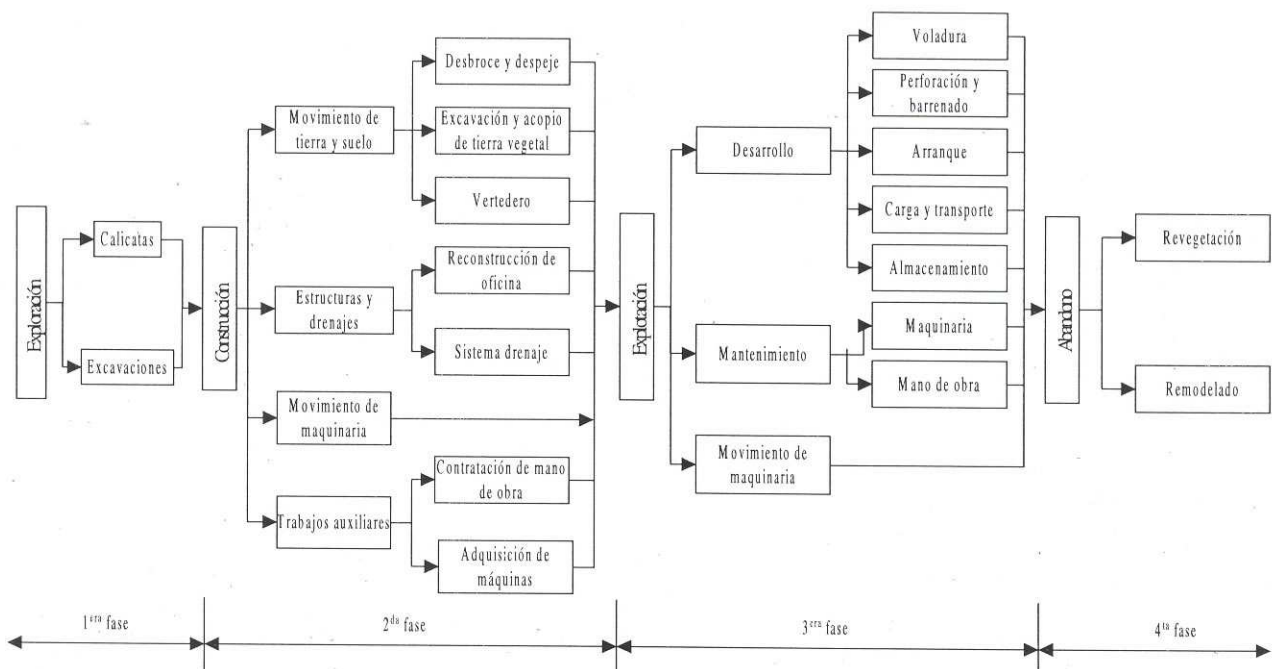 Exploración
Calicatas
Excavaciones
Construcción
Movimiento de
tierra y suelo
Desbroce y despeje
Excavación y acopio
de tierra vegetal
Vertedero
Estructuras y
drenajes
Reconstrucción de
oficina
Sistema drenaje
Movimiento de
maquinaria
Trabajos auxiliares
Contratación de mano
de obra
Adquisición de
máquinas
Explotación
Desarrollo
Voladura
Perforación y
barrenado
Arranque
Carga y transporte
Almacenamiento
Mantenimiento
Maquinaria
Mano de obra
Movimiento de
maquinaria
Abandono
Revegetación
Remodelado
1era fase
2da fase
3era fase
4ta fase